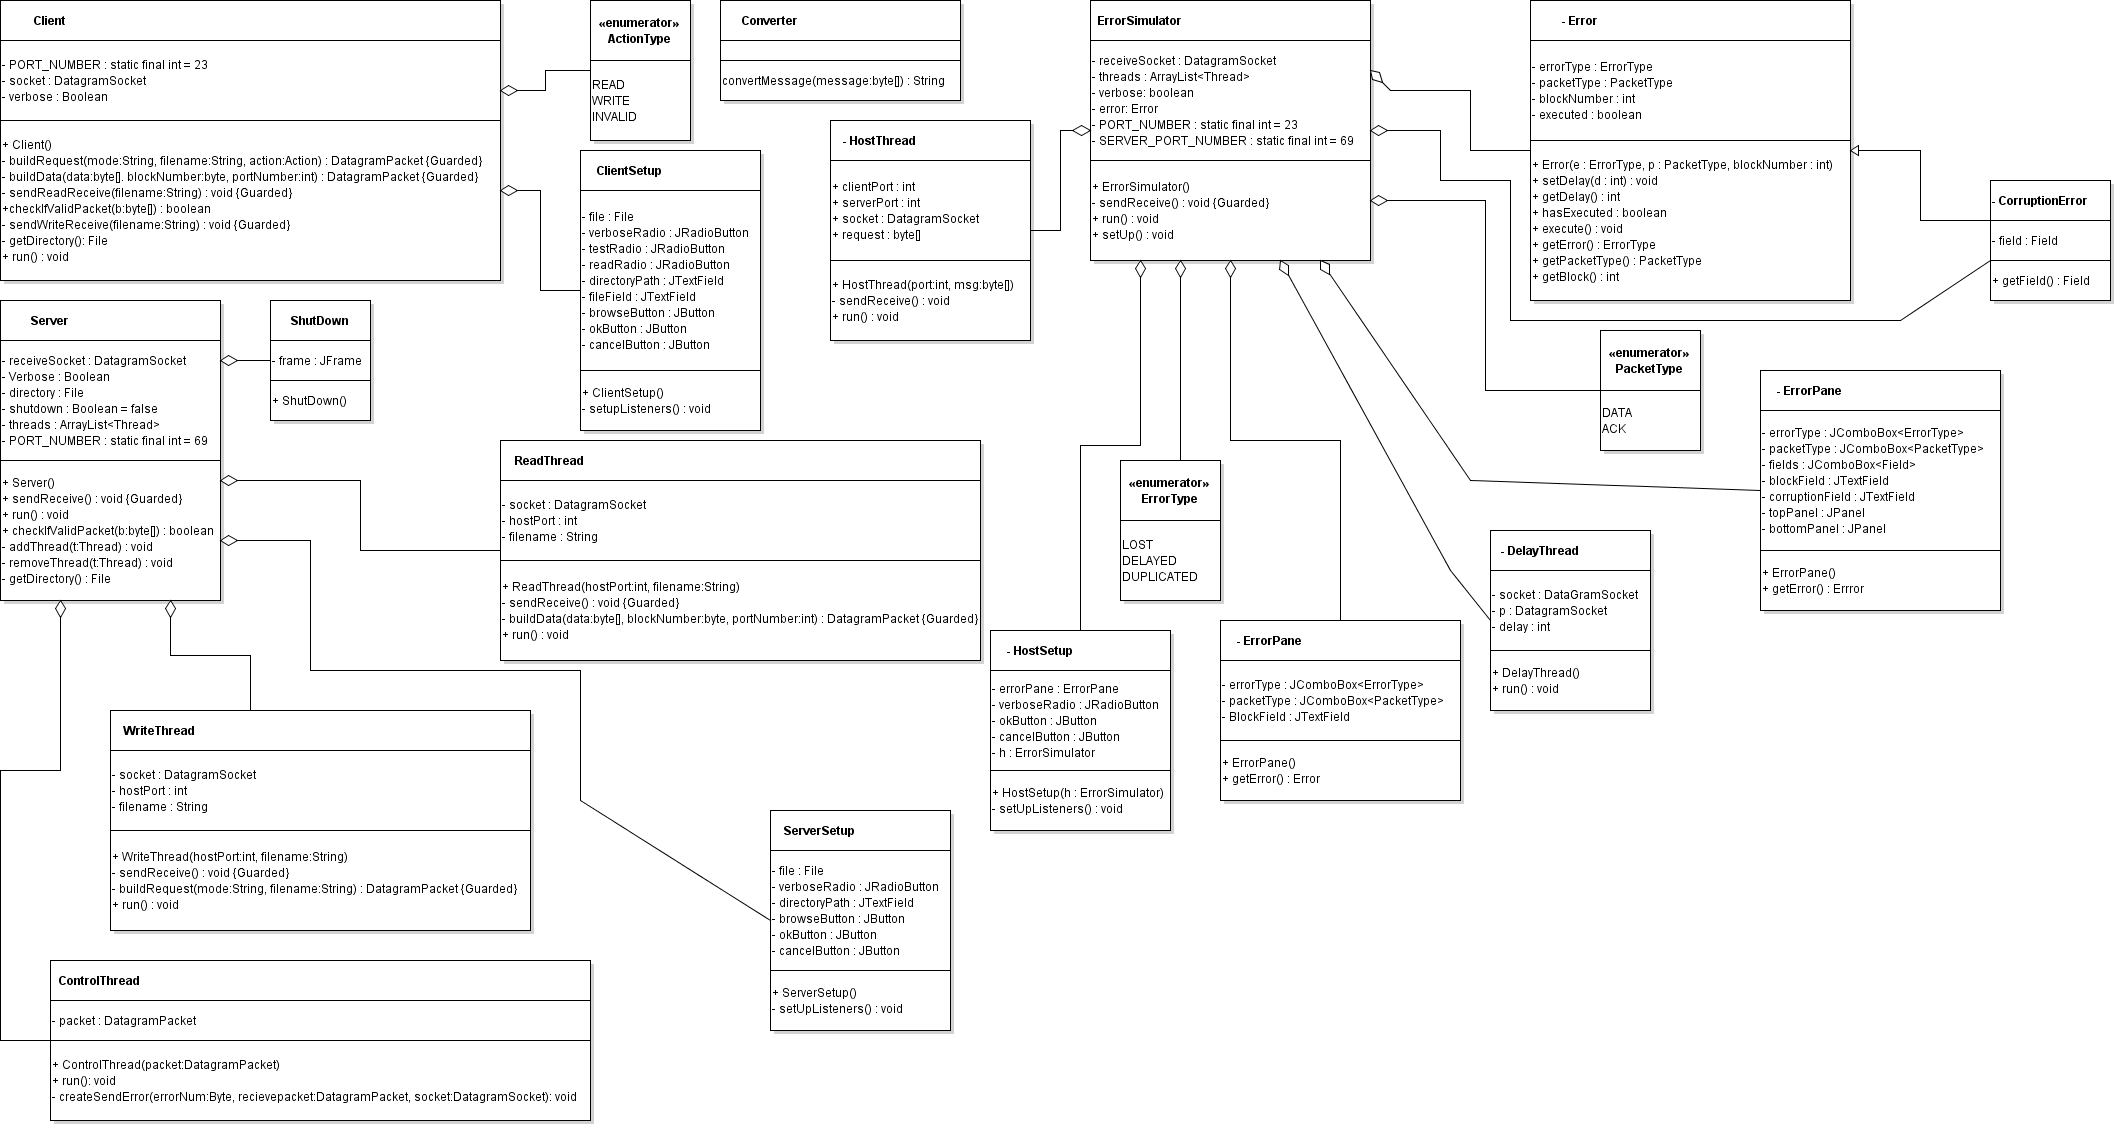 Client
- PORT_NUMBER : static final int = 23
- socket : DatagramSocket
- verbose : Boolean
+ Client()
- buildRequest(mode:String, filename:String, action:Action) : DatagramPacket {Guarded}
- buildData(data:byte[]. blockNumber:byte, portNumber:int) : DatagramPacket {Guarded}
- sendReadReceive(filename:String) : void {Guarded}
+checkIfValidPacket(b:byte[]) : boolean
- sendWriteReceive(filename:String) : void {Guarded}
- getDirectory(): File
+ run() : void
«enumerator»
ActionType
READ
WRITE
INVALID
Converter
convertMessage(message:byte[]) : String
ClientSetup
- file : File
- verboseRadio : JRadioButton
- testRadio : JRadioButton
- readRadio : JRadioButton
- directoryPath : JTextField
- fileField : JTextField
- browseButton : JButton
- okButton : JButton
- cancelButton : JButton
+ ClientSetup()
- setupListeners() : void
- HostThread
+ clientPort : int
+ serverPort : int
+ socket : DatagramSocket
+ request : byte[]
+ HostThread(port:int, msg:byte[])
- sendReceive() : void
+ run() : void
ErrorSimulator
- receiveSocket : DatagramSocket
- threads : ArrayList<Thread>
- verbose: boolean
- error: Error
- PORT_NUMBER : static final int = 23
- SERVER_PORT_NUMBER : static final int = 69
+ ErrorSimulator()
- sendReceive() : void {Guarded}
+ run() : void
+ setUp() : void
- Error
- errorType : ErrorType
- packetType : PacketType
- blockNumber : int
- executed : boolean
+ Error(e : ErrorType, p : PacketType, blockNumber : int)
+ setDelay(d : int) : void
+ getDelay() : int
+ hasExecuted : boolean
+ execute() : void
+ getError() : ErrorType
+ getPacketType() : PacketType
+ getBlock() : int
- CorruptionError
- field : Field
+ getField() : Field
Server
- receiveSocket : DatagramSocket
- Verbose : Boolean
- directory : File
- shutdown : Boolean = false
- threads : ArrayList<Thread>
- PORT_NUMBER : static final int = 69
+ Server()
+ sendReceive() : void {Guarded}
+ run() : void
+ checkIfValidPacket(b:byte[]) : boolean
- addThread(t:Thread) : void
- removeThread(t:Thread) : void
- getDirectory() : File
ShutDown
- frame : JFrame
+ ShutDown()
«enumerator»
PacketType
DATA
ACK
- ErrorPane
- errorType : JComboBox<ErrorType>
- packetType : JComboBox<PacketType>
- fields : JComboBox<Field>
- blockField : JTextField
- corruptionField : JTextField
- topPanel : JPanel
- bottomPanel : JPanel
+ ErrorPane()
+ getError() : Errror
ReadThread
- socket : DatagramSocket
- hostPort : int
- filename : String
+ ReadThread(hostPort:int, filename:String)
- sendReceive() : void {Guarded}
- buildData(data:byte[], blockNumber:byte, portNumber:int) : DatagramPacket {Guarded}
+ run() : void
«enumerator»
ErrorType
LOST
DELAYED
DUPLICATED
- DelayThread
- socket : DataGramSocket
- p : DatagramSocket
- delay : int
+ DelayThread()
+ run() : void
- HostSetup
- errorPane : ErrorPane
- verboseRadio : JRadioButton
- okButton : JButton
- cancelButton : JButton
- h : ErrorSimulator
+ HostSetup(h : ErrorSimulator)
- setUpListeners() : void
- ErrorPane
- errorType : JComboBox<ErrorType>
- packetType : JComboBox<PacketType>
- BlockField : JTextField
+ ErrorPane()
+ getError() : Error
WriteThread
- socket : DatagramSocket
- hostPort : int
- filename : String
+ WriteThread(hostPort:int, filename:String)
- sendReceive() : void {Guarded}
- buildRequest(mode:String, filename:String) : DatagramPacket {Guarded}
+ run() : void
ServerSetup
- file : File
- verboseRadio : JRadioButton
- directoryPath : JTextField
- browseButton : JButton
- okButton : JButton
- cancelButton : JButton
+ ServerSetup()
- setUpListeners() : void
ControlThread
- packet : DatagramPacket
+ ControlThread(packet:DatagramPacket)
+ run(): void
- createSendError(errorNum:Byte, recievepacket:DatagramPacket, socket:DatagramSocket): void